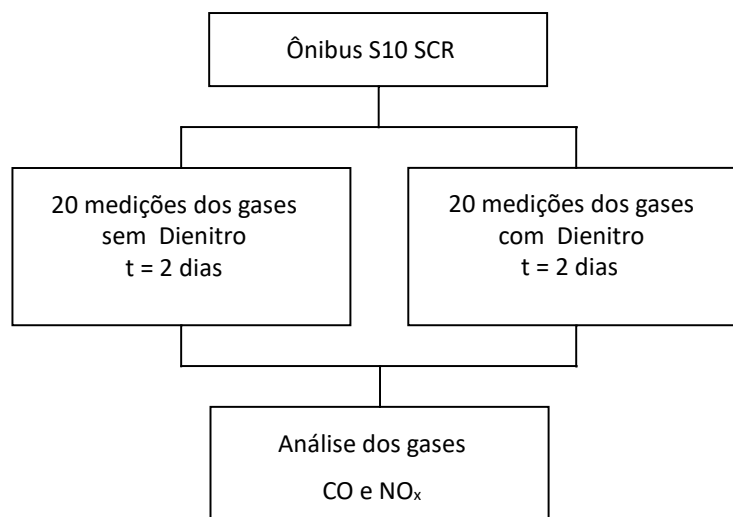 Ônibus S10 SCR
20 medições dos gases
sem Dienitro
t = 2 dias
20 medições dos gases
com Dienitro
t = 2 dias
Análise dos gases
CO e NOₓ